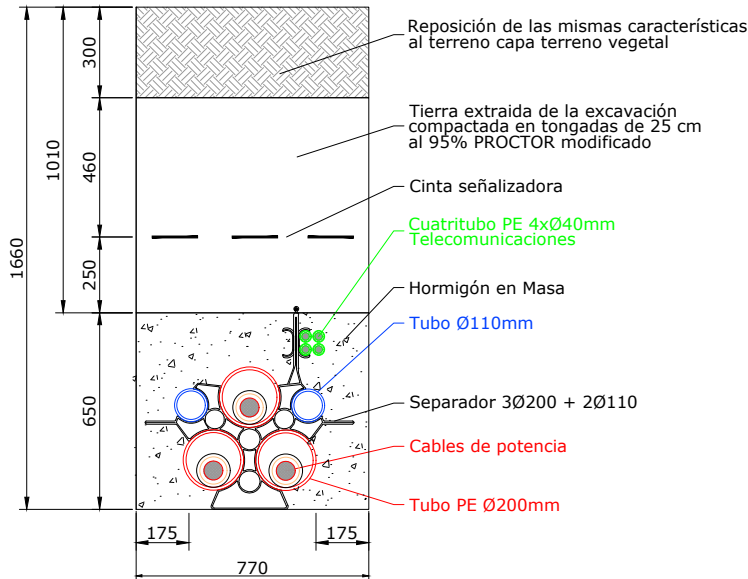 Reposición de las mismas características
al terreno capa terreno vegetal
Tierra extraida de la excavación
compactada en tongadas de 25 cm
al 95% PROCTOR modificado
Cinta señalizadora
Cuatritubo PE 4xØ40mm
Telecomunicaciones
Hormigón en Masa
Tubo Ø110mm
Separador 3Ø200 + 2Ø110
Cables de potencia
Tubo PE Ø200mm
1660
1010
300
460
250
650
175
175
770